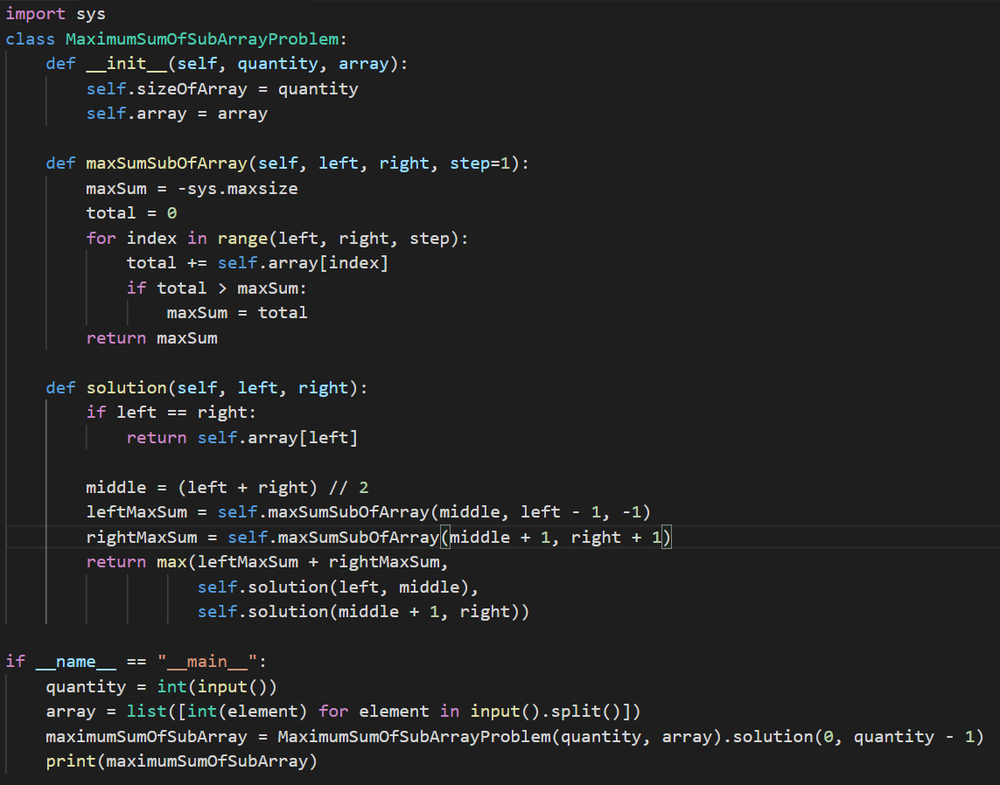 import sys
class MaximumSumOfSubArrayProblem:
    def __init__(self, quantity, array):
        self.sizeOfArray = quantity
        self.array = array

    def maxSumSubOfArray(self, left, right, step=1):
        maxSum = -sys.maxsize
        total = 0
        for index in range(left, right, step):
            total += self.array[index]
            if total > maxSum:
                maxSum = total
        return maxSum

    def solution(self, left, right):
        if left == right:
            return self.array[left]

        middle = (left + right) // 2
        leftMaxSum = self.maxSumSubOfArray(middle, left - 1, -1)
        rightMaxSum = self.maxSumSubOfArray(middle + 1, right + 1)
        return max(leftMaxSum + rightMaxSum,
                   self.solution(left, middle),
                   self.solution(middle + 1, right))

if __name__ == "__main__":
    quantity = int(input())
    array = list([int(element) for element in input().split()])
    maximumSumOfSubArray = MaximumSumOfSubArrayProblem(quantity, array).solution(0, quantity - 1)
    print(maximumSumOfSubArray)